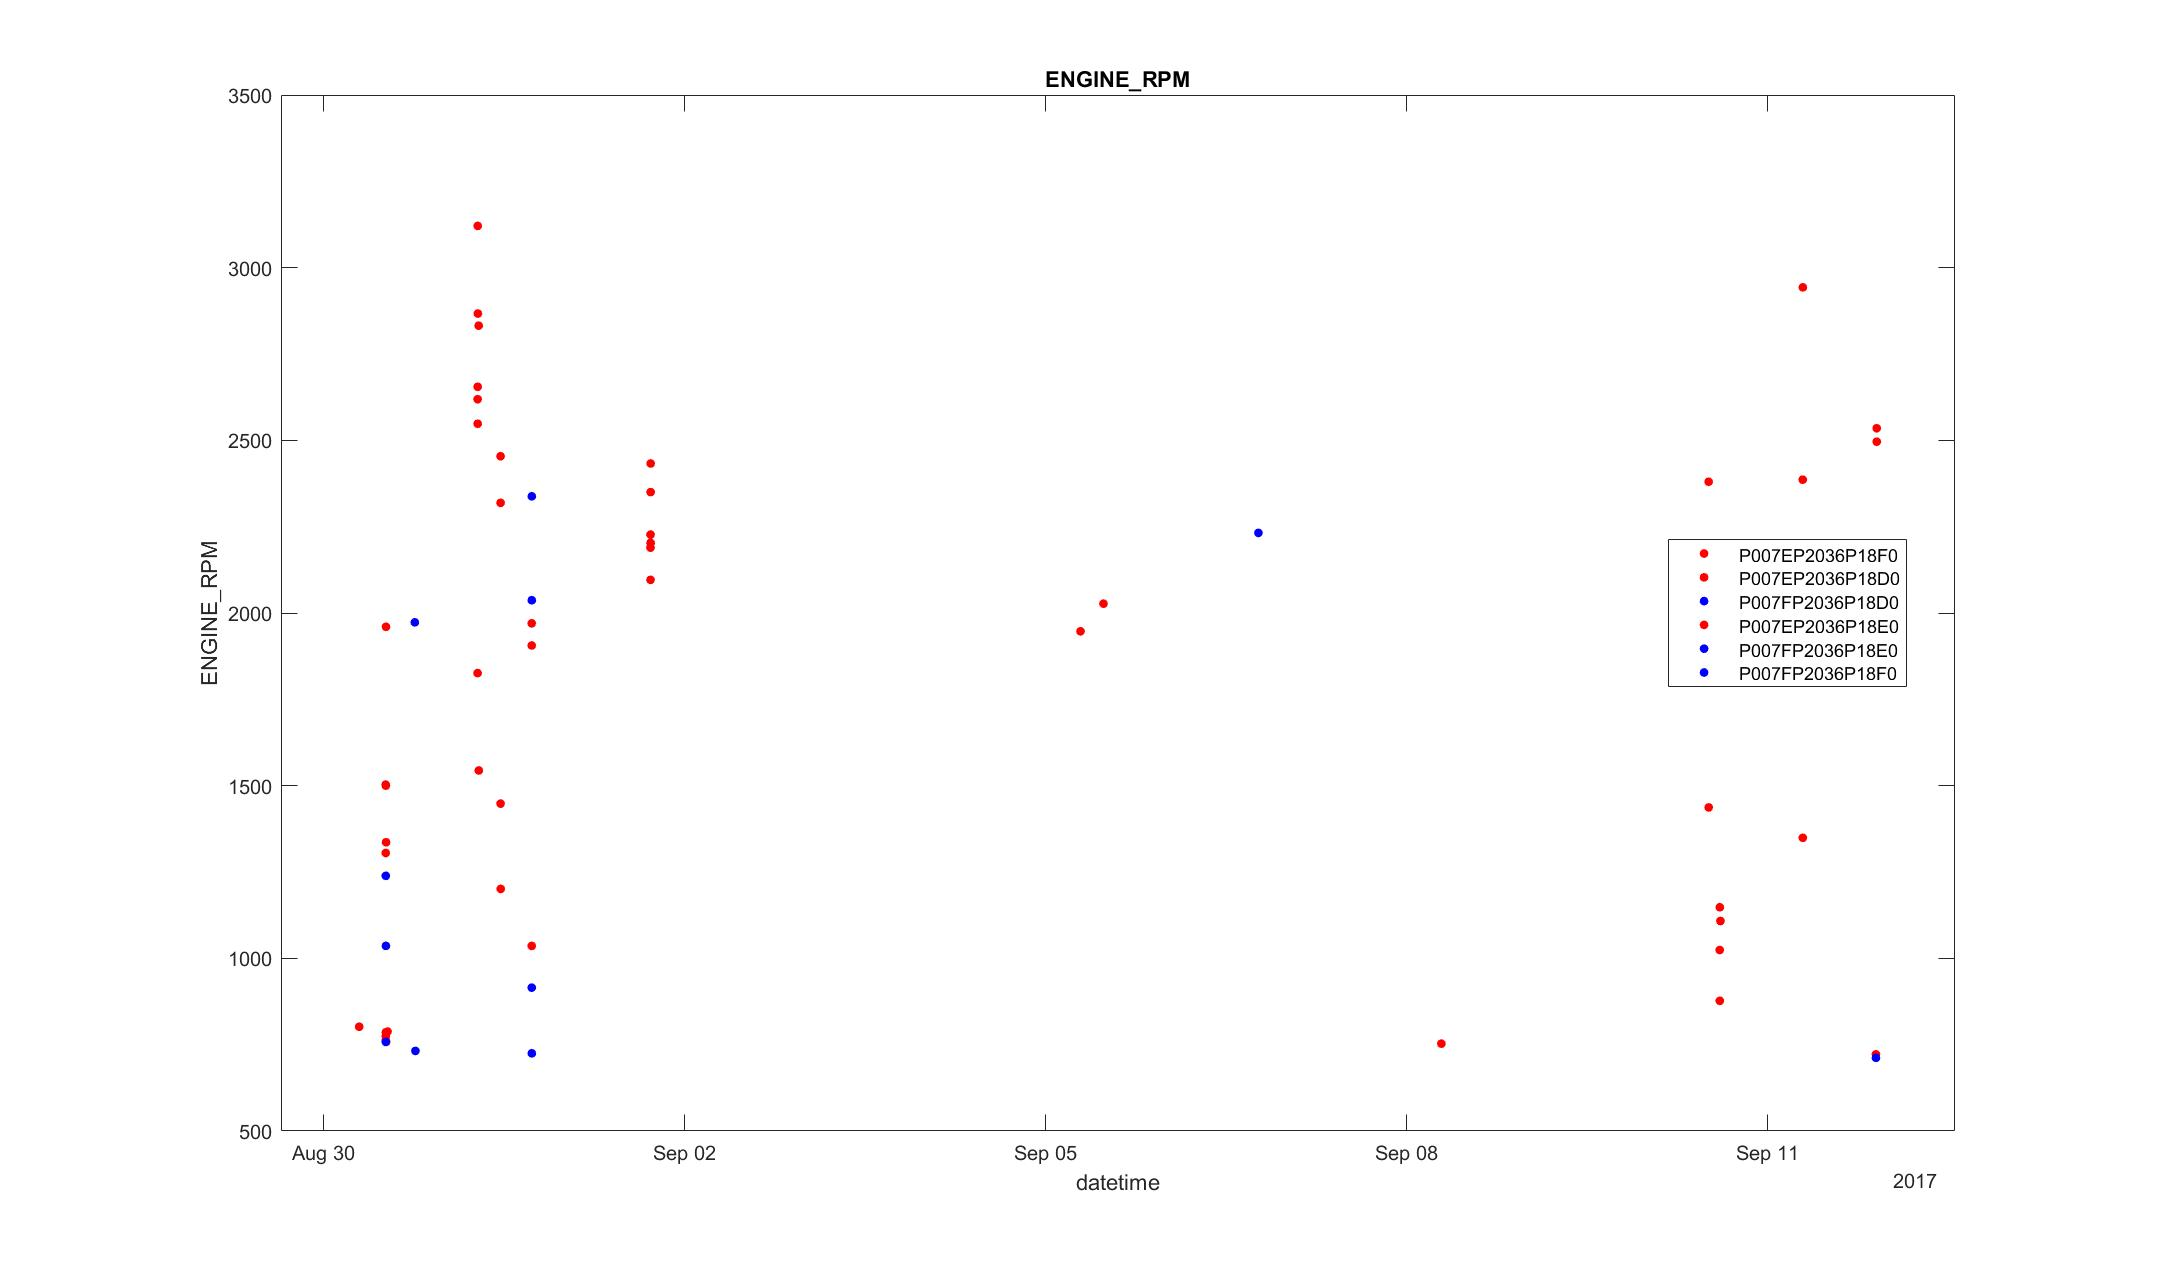 ENGINE_RPM
3500
3000
2500
2000
1500
1000
500
ENGINE_RPM
P007EP2036P18F0
P007EP2036P18D0
P007FP2036P18D0
P007EP2036P18E0
P007FP2036P18E0
P007FP2036P18F0
Aug 30 Sep 02 Sep 05 Sep 08 Sep 11
datetime
2017